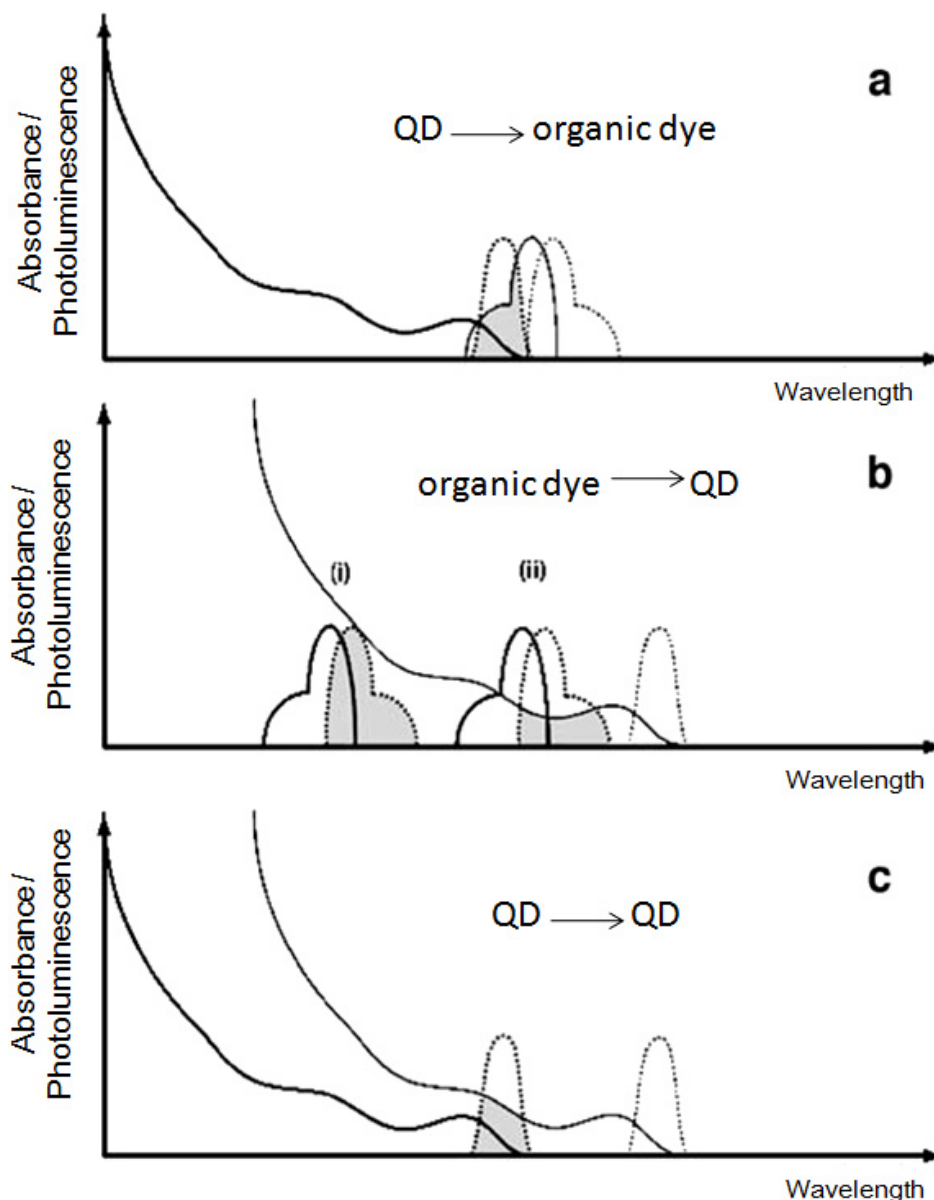 a
Absorbance/
Photoluminescence
QD → organic dye
Wavelength
b
Absorbance/
Photoluminescence
organic dye → QD
(i)
(ii)
Wavelength
c
Absorbance/
Photoluminescence
QD → QD
Wavelength